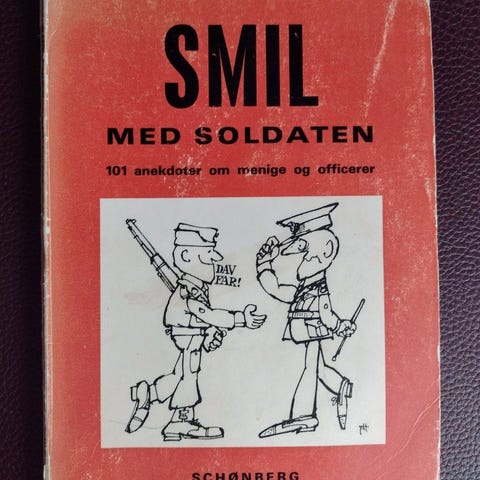 SMIL
MED SOLDATEN
101 anekdoter om menige og officerer
DAV
FAR!
SCHØNBERG